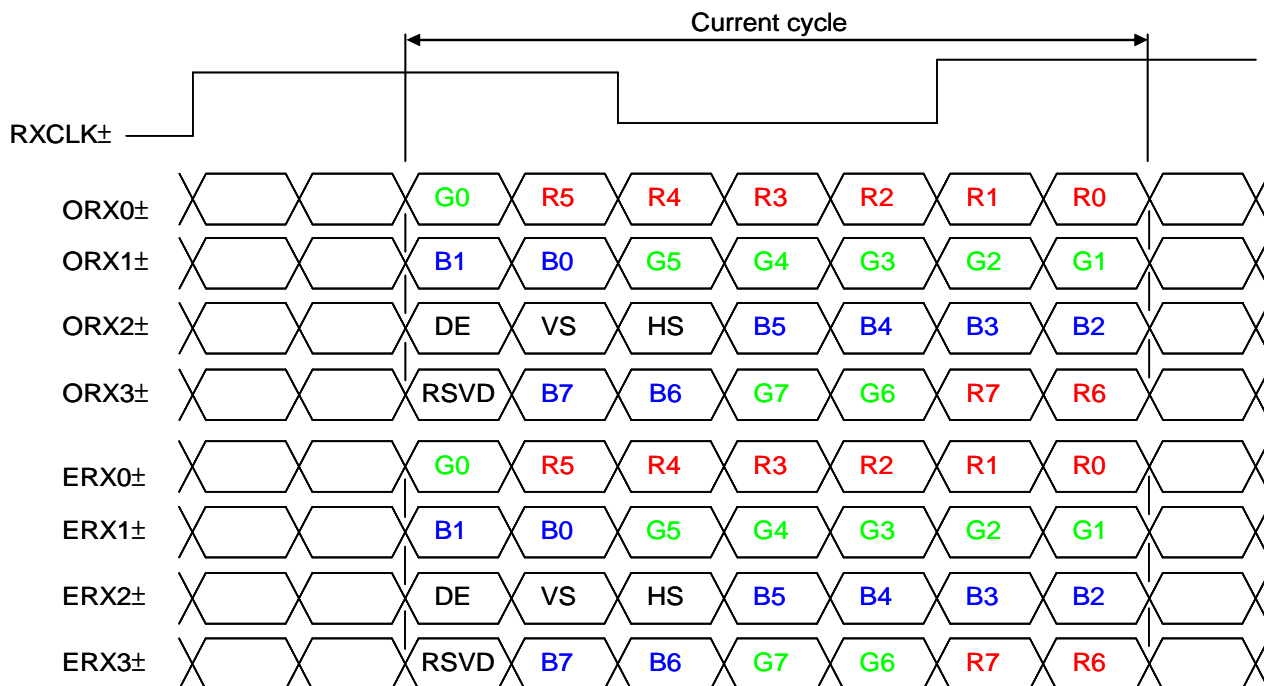 Current cycle
RXCLK±
ORX0± G0 R5 R4 R3 R2 R1 R0
ORX1± B1 B0 G5 G4 G3 G2 G1
ORX2± DE VS HS B5 B4 B3 B2
ORX3± RSVD B7 B6 G7 G6 R7 R6
ERX0± G0 R5 R4 R3 R2 R1 R0
ERX1± B1 B0 G5 G4 G3 G2 G1
ERX2± DE VS HS B5 B4 B3 B2
ERX3± RSVD B7 B6 G7 G6 R7 R6